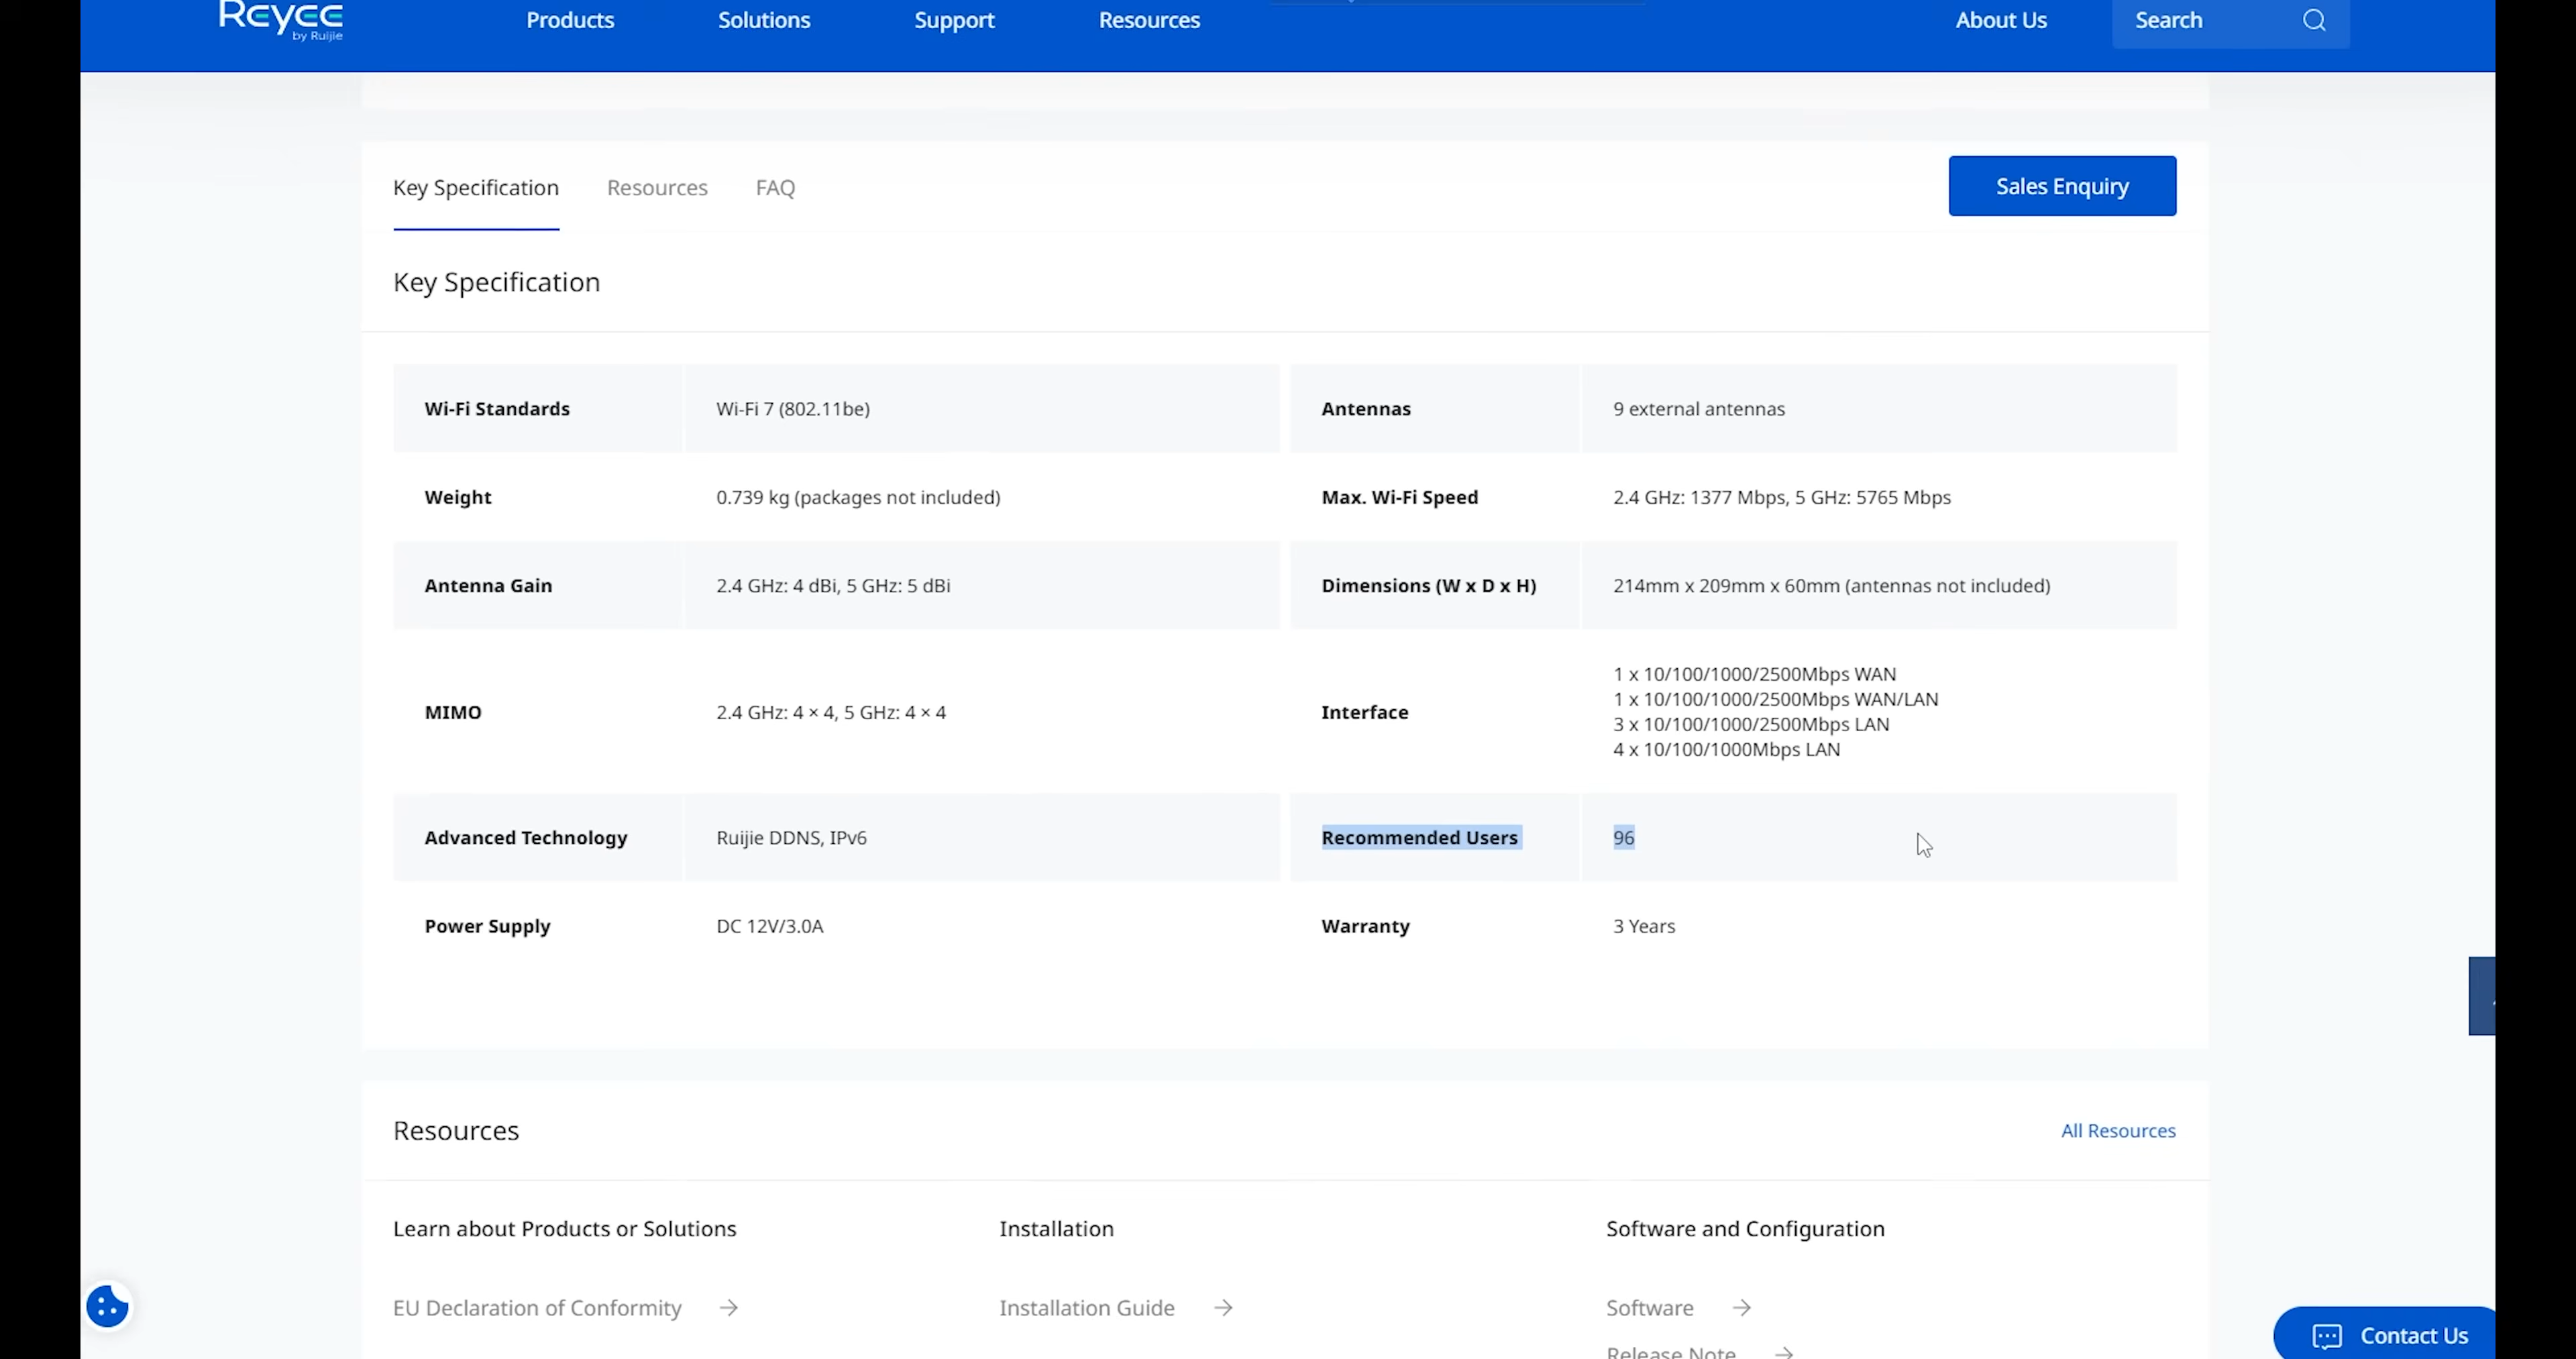 Reyee
by Ruijie
Products
Solutions
Support
Resources
About Us
Search
Key Specification
Resources
FAQ
Sales Enquiry
Key Specification
Wi-Fi Standards
Wi-Fi 7 (802.11be)
Antennas
9 external antennas
Weight
0.739 kg (packages not included)
Max. Wi-Fi Speed
2.4 GHz: 1377 Mbps, 5 GHz: 5765 Mbps
Antenna Gain
2.4 GHz: 4 dBi, 5 GHz: 5 dBi
Dimensions (W x D x H)
214mm x 209mm x 60mm (antennas not included)
MIMO
2.4 GHz: 4 × 4, 5 GHz: 4 × 4
Interface
1 x 10/100/1000/2500Mbps WAN
1 x 10/100/1000/2500Mbps WAN/LAN
3 x 10/100/1000/2500Mbps LAN
4 x 10/100/1000Mbps LAN
Advanced Technology
Ruijie DDNS, IPv6
Recommended Users
96
Power Supply
DC 12V/3.0A
Warranty
3 Years
Resources
All Resources
Learn about Products or Solutions
Installation
Software and Configuration
EU Declaration of Conformity
Installation Guide
Software
Release Note
Contact Us